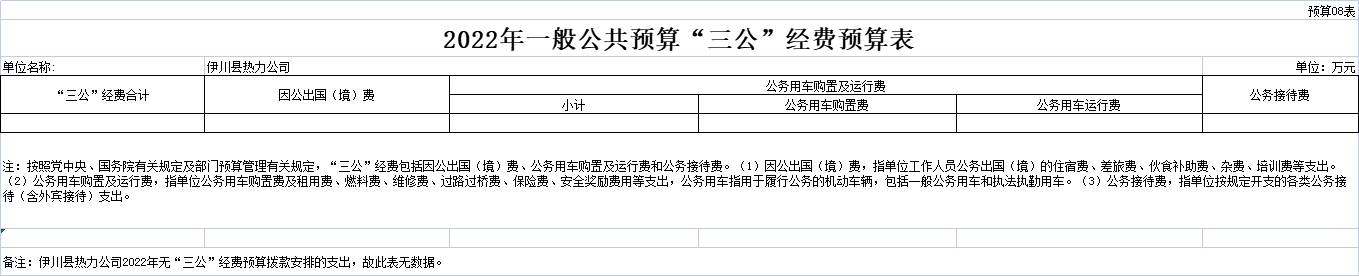 预算08表
2022年一般公共预算“三公”经费预算表
单位名称: 伊川县热力公司 单位：万元
“三公”经费合计 因公出国（境）费 公务用车购置及运行费 公务接待费
小计 公务用车购置费 公务用车运行费
注：按照党中央、国务院有关规定及部门预算管理有关规定，“三公”经费包括因公出国（境）费、公务用车购置及运行费和公务接待费。（1）因公出国（境）费，指单位工作人员公务出国（境）的住宿费、差旅费、伙食补助费、杂费、培训费等支出。
（2）公务用车购置及运行费，指单位公务用车购置费及租用费、燃料费、维修费、过路过桥费、保险费、安全奖励费用等支出，公务用车指用于履行公务的机动车辆，包括一般公务用车和执法执勤用车。（3）公务接待费，指单位按规定开支的各类公务接
待（含外宾接待）支出。
备注：伊川县热力公司2022年无“三公”经费预算拨款安排的支出，故此表无数据。